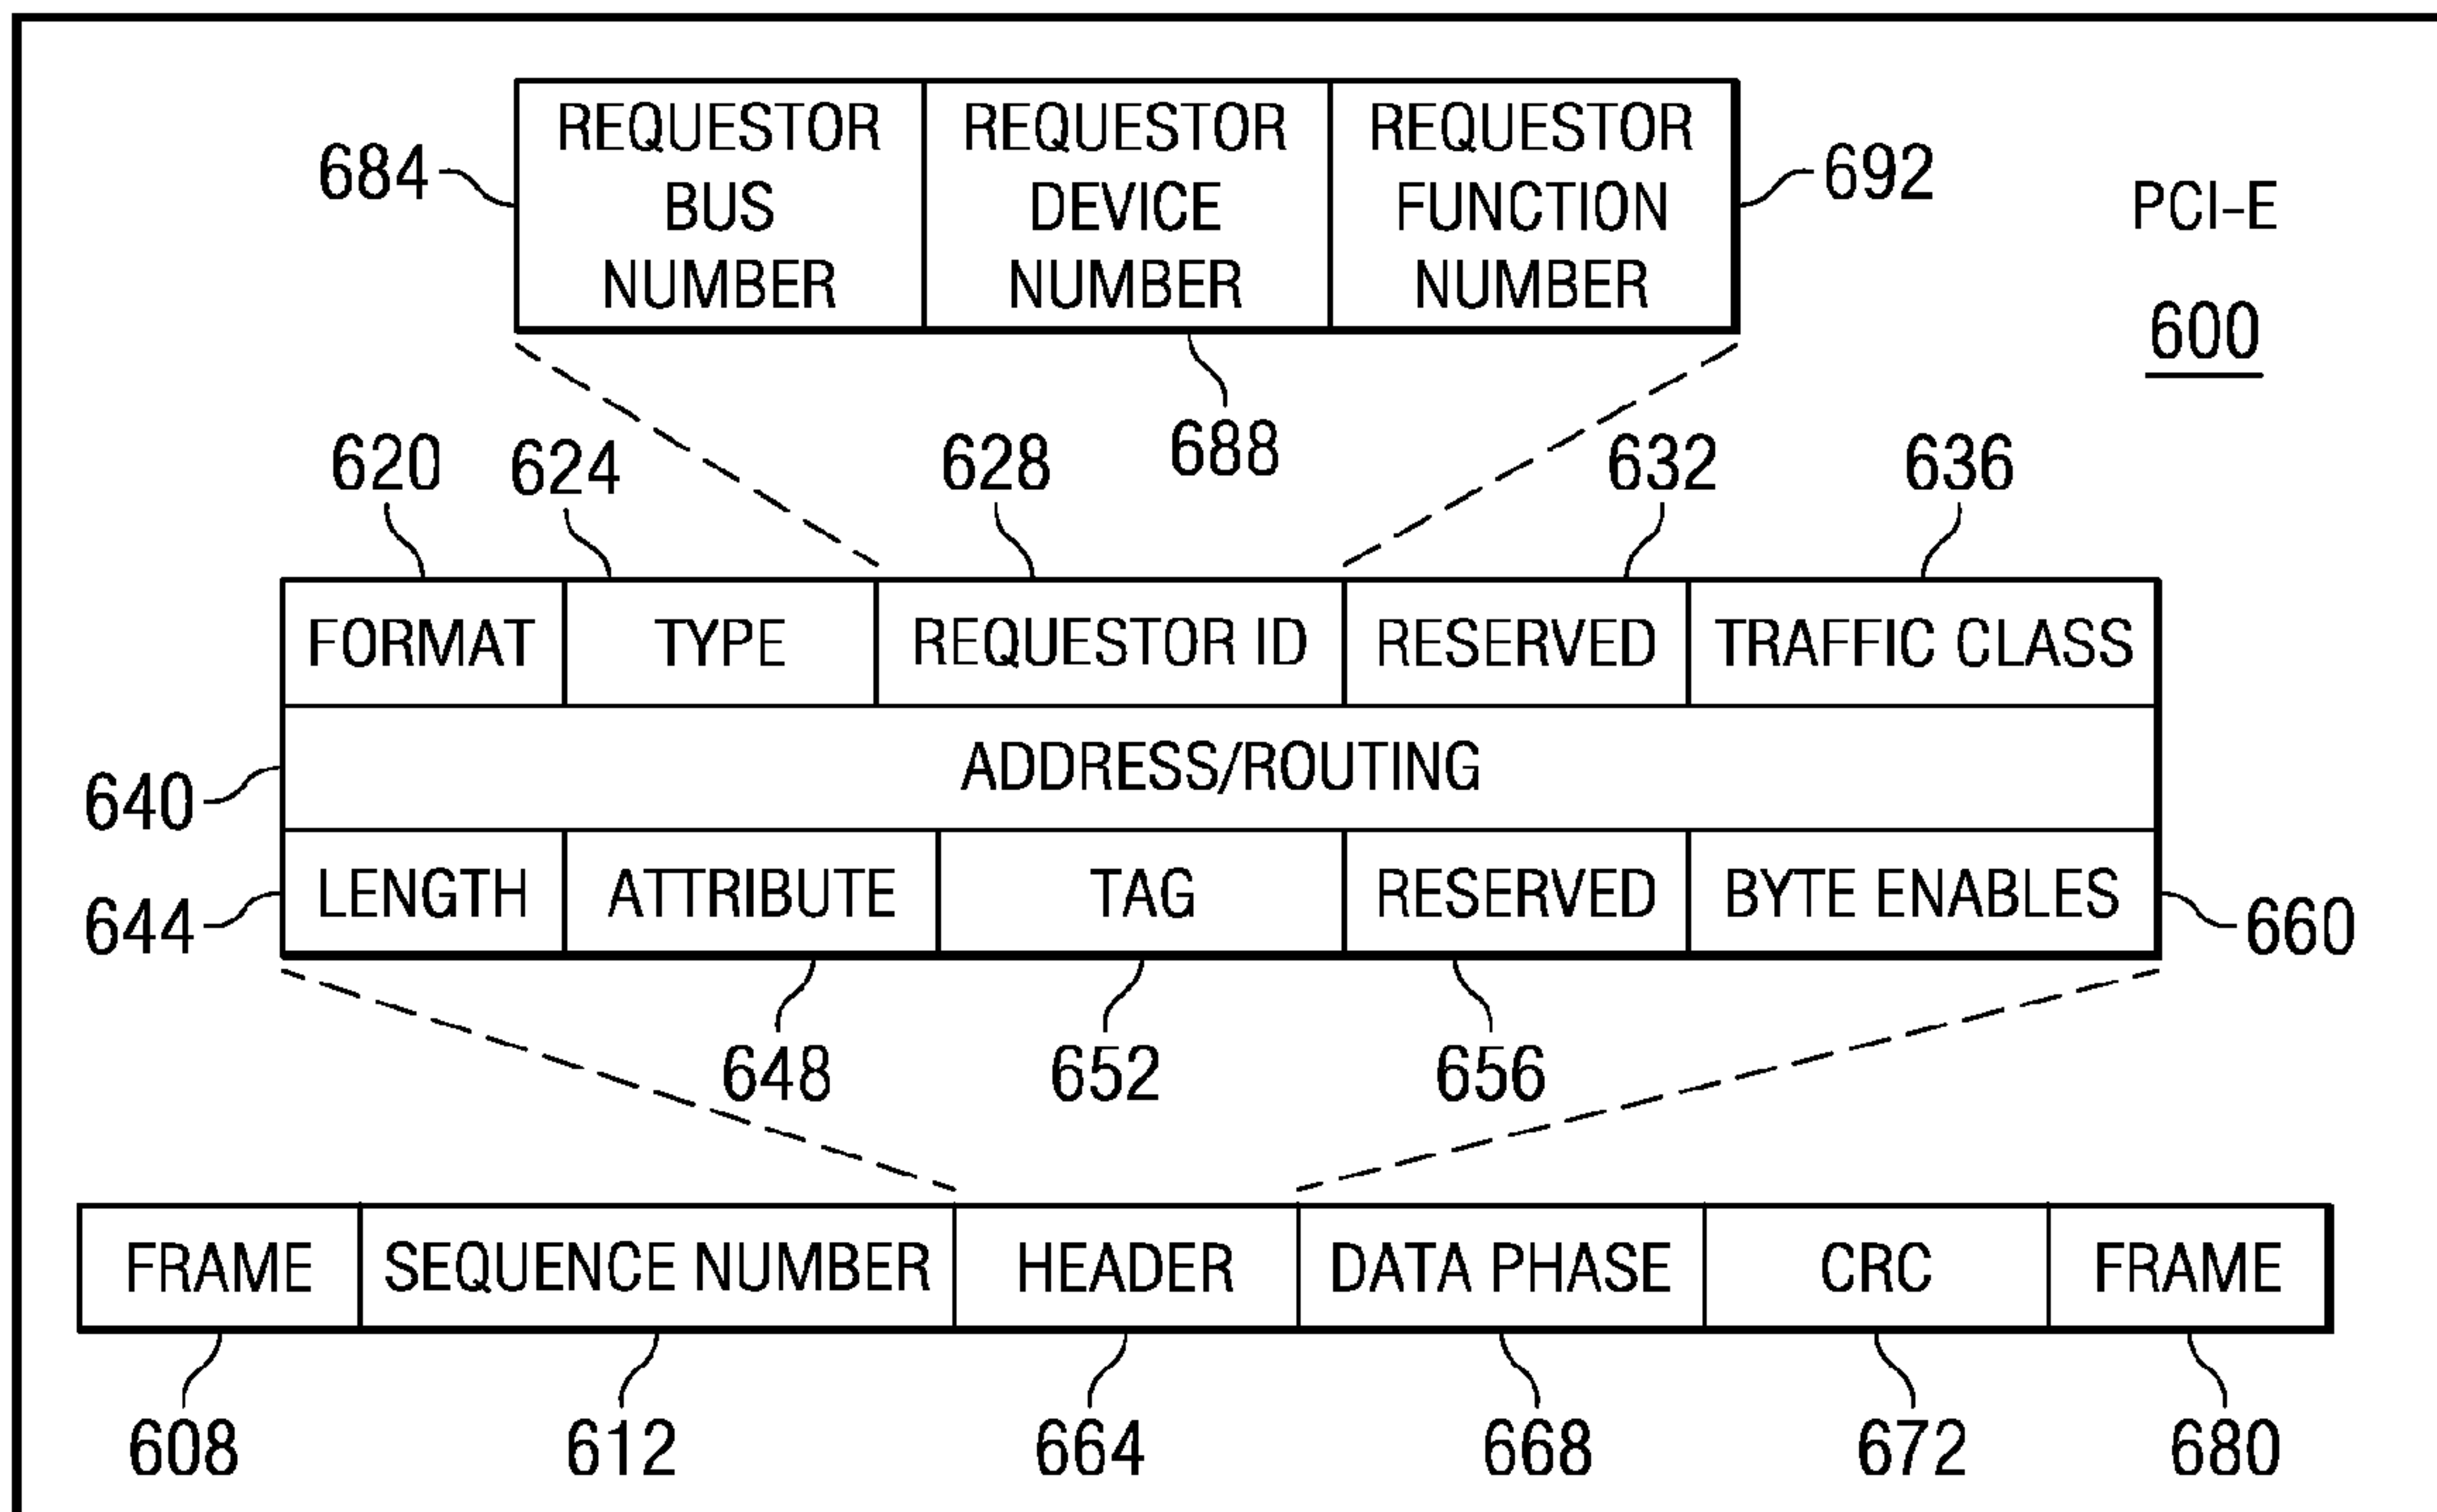 REQUESTOR BUS NUMBER
REQUESTOR DEVICE NUMBER
REQUESTOR FUNCTION NUMBER
684
692
PCI-E
600
688
620
624
628
632
636
FORMAT TYPE REQUESTOR ID RESERVED TRAFFIC CLASS
640
ADDRESS/ROUTING
644
LENGTH ATTRIBUTE TAG RESERVED BYTE ENABLES
660
648
652
656
FRAME SEQUENCE NUMBER HEADER DATA PHASE CRC FRAME
608
612
664
668
672
680